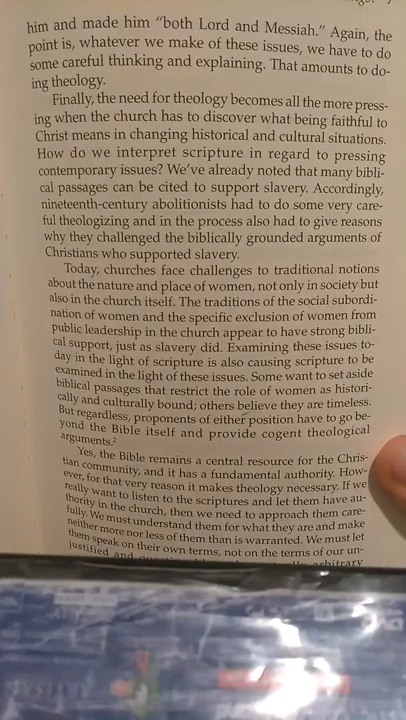 him and made him “both Lord and Messiah.” Again, the
point is, whatever we make of these issues, we have to do
some careful thinking and explaining. That amounts to do-
ing theology.
Finally, the need for theology becomes all the more press-
ing when the church has to discover what being faithful to
Christ means in changing historical and cultural situations.
How do we interpret scripture in regard to pressing
contemporary issues? We’ve already noted that many bibli-
cal passages can be cited to support slavery. Accordingly,
nineteenth-century abolitionists had to do some very care-
ful theologizing and in the process also had to give reasons
why they challenged the biblically grounded arguments of
Christians who supported slavery.
Today, churches face challenges to traditional notions
about the nature and place of women, not only in society but
also in the church itself. The traditions of the social subordi-
nation of women and the specific exclusion of women from
public leadership in the church appear to have strong bibli-
cal support, just as slavery did. Examining these issues to-
day in the light of scripture is also causing scripture to be
examined in the light of these issues. Some want to set aside
biblical passages that restrict the role of women as histori-
cally and culturally bound; others believe they are timeless.
But regardless, proponents of either position have to go be-
yond the Bible itself and provide cogent theological
arguments.²
Yes, the Bible remains a central resource for the Chris-
tian community, and it has a fundamental authority. How-
ever, for that very reason it makes theology necessary. If we
really want to listen to the scriptures and let them have au-
thority in the church, then we need to approach them care-
fully. We must understand them for what they are and make
neither more nor less of them than is warranted. We must let
them speak on their own terms, not on the terms of our un-
justified and arbitrary